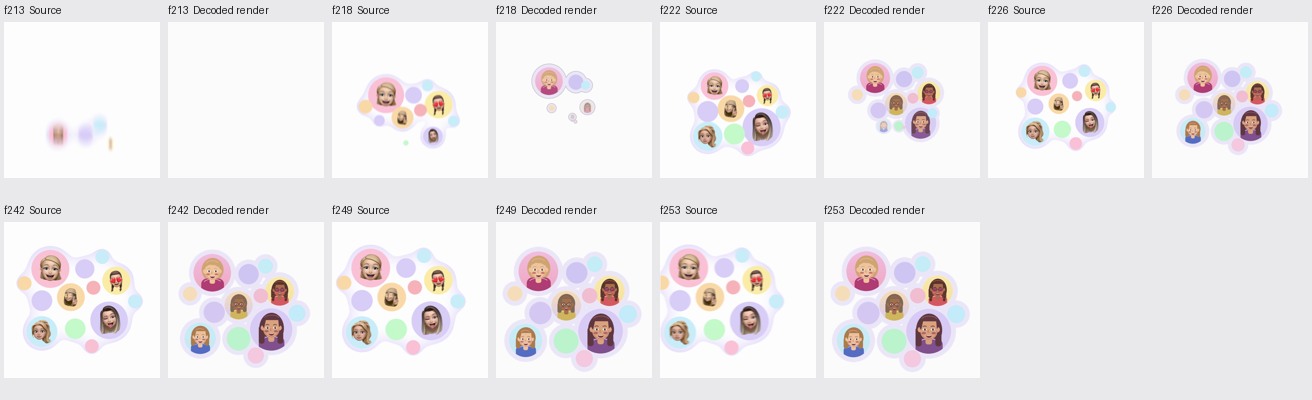 f213 Source
f213 Decoded render
f218 Source
f218 Decoded render
f222 Source
f222 Decoded render
f226 Source
f226 Decoded render
f242 Source
f242 Decoded render
f249 Source
f249 Decoded render
f253 Source
f253 Decoded render